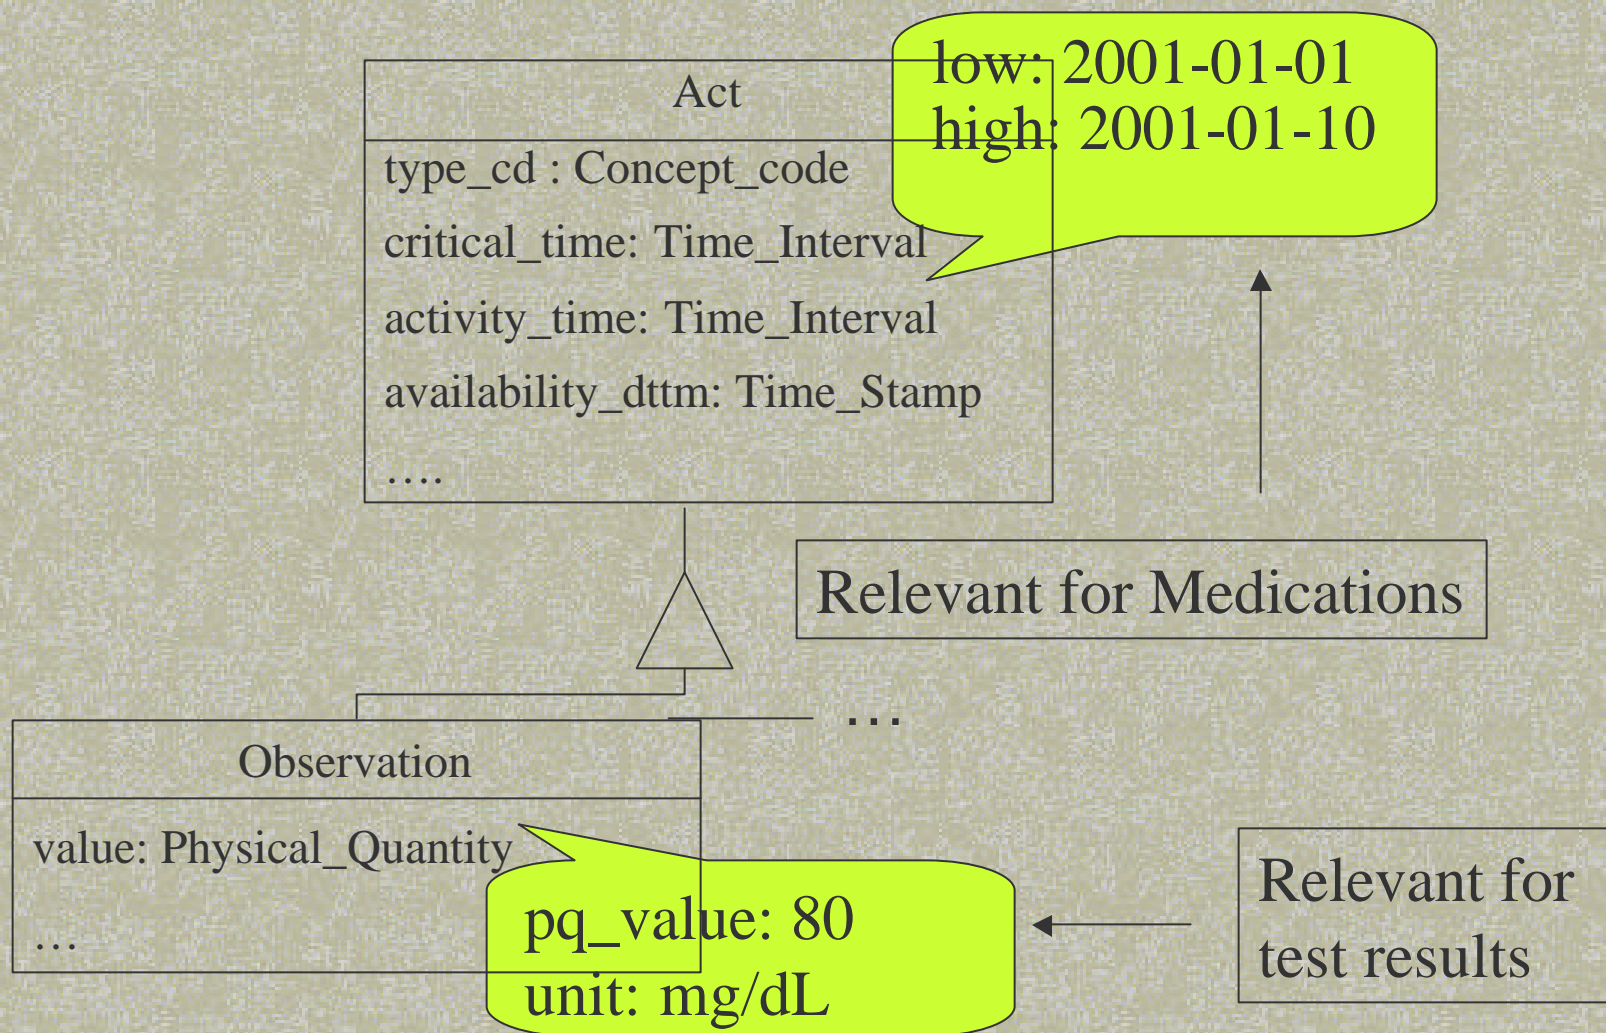 Act
type_cd : Concept_code
critical_time: Time_Interval
activity_time: Time_Interval
availability_dttm: Time_Stamp
….
low: 2001-01-01
high: 2001-01-10
Relevant for Medications
…
Observation
value: Physical_Quantity
…
pq_value: 80
unit: mg/dL
Relevant for
test results